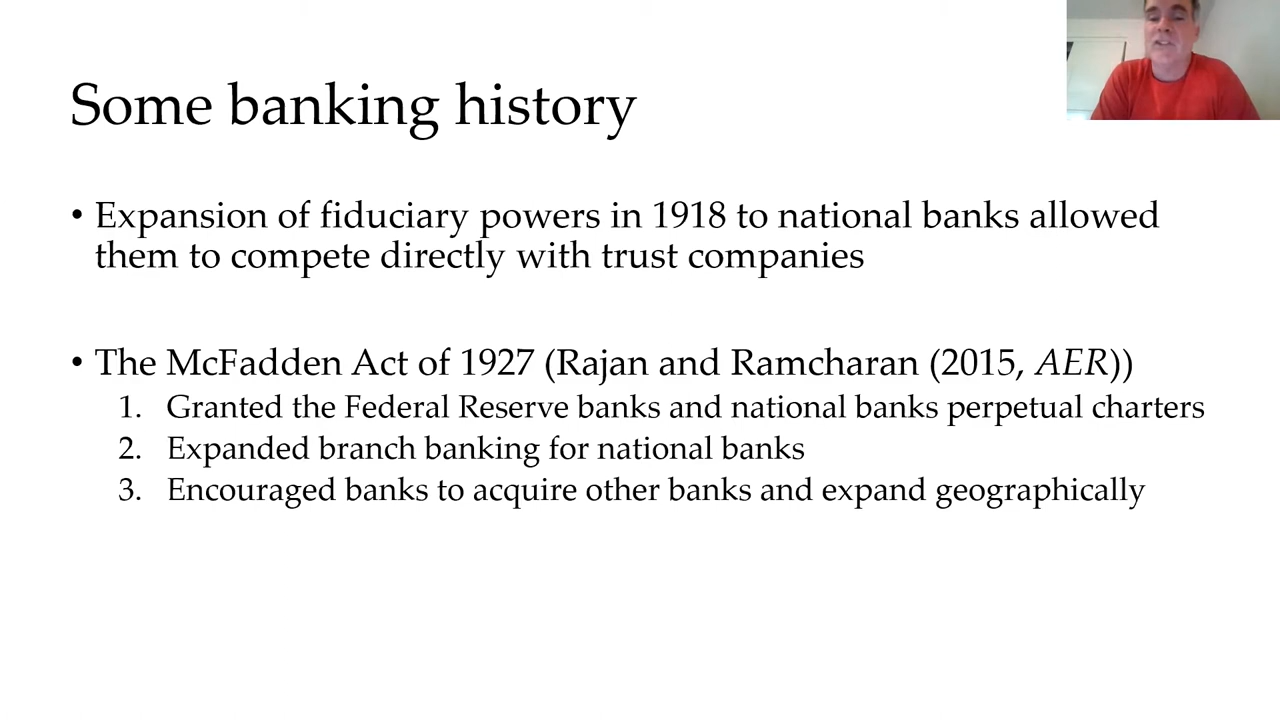 Some banking history
• Expansion of fiduciary powers in 1918 to national banks allowed
them to compete directly with trust companies
• The McFadden Act of 1927 (Rajan and Ramcharan (2015, AER))
1. Granted the Federal Reserve banks and national banks perpetual charters
2. Expanded branch banking for national banks
3. Encouraged banks to acquire other banks and expand geographically